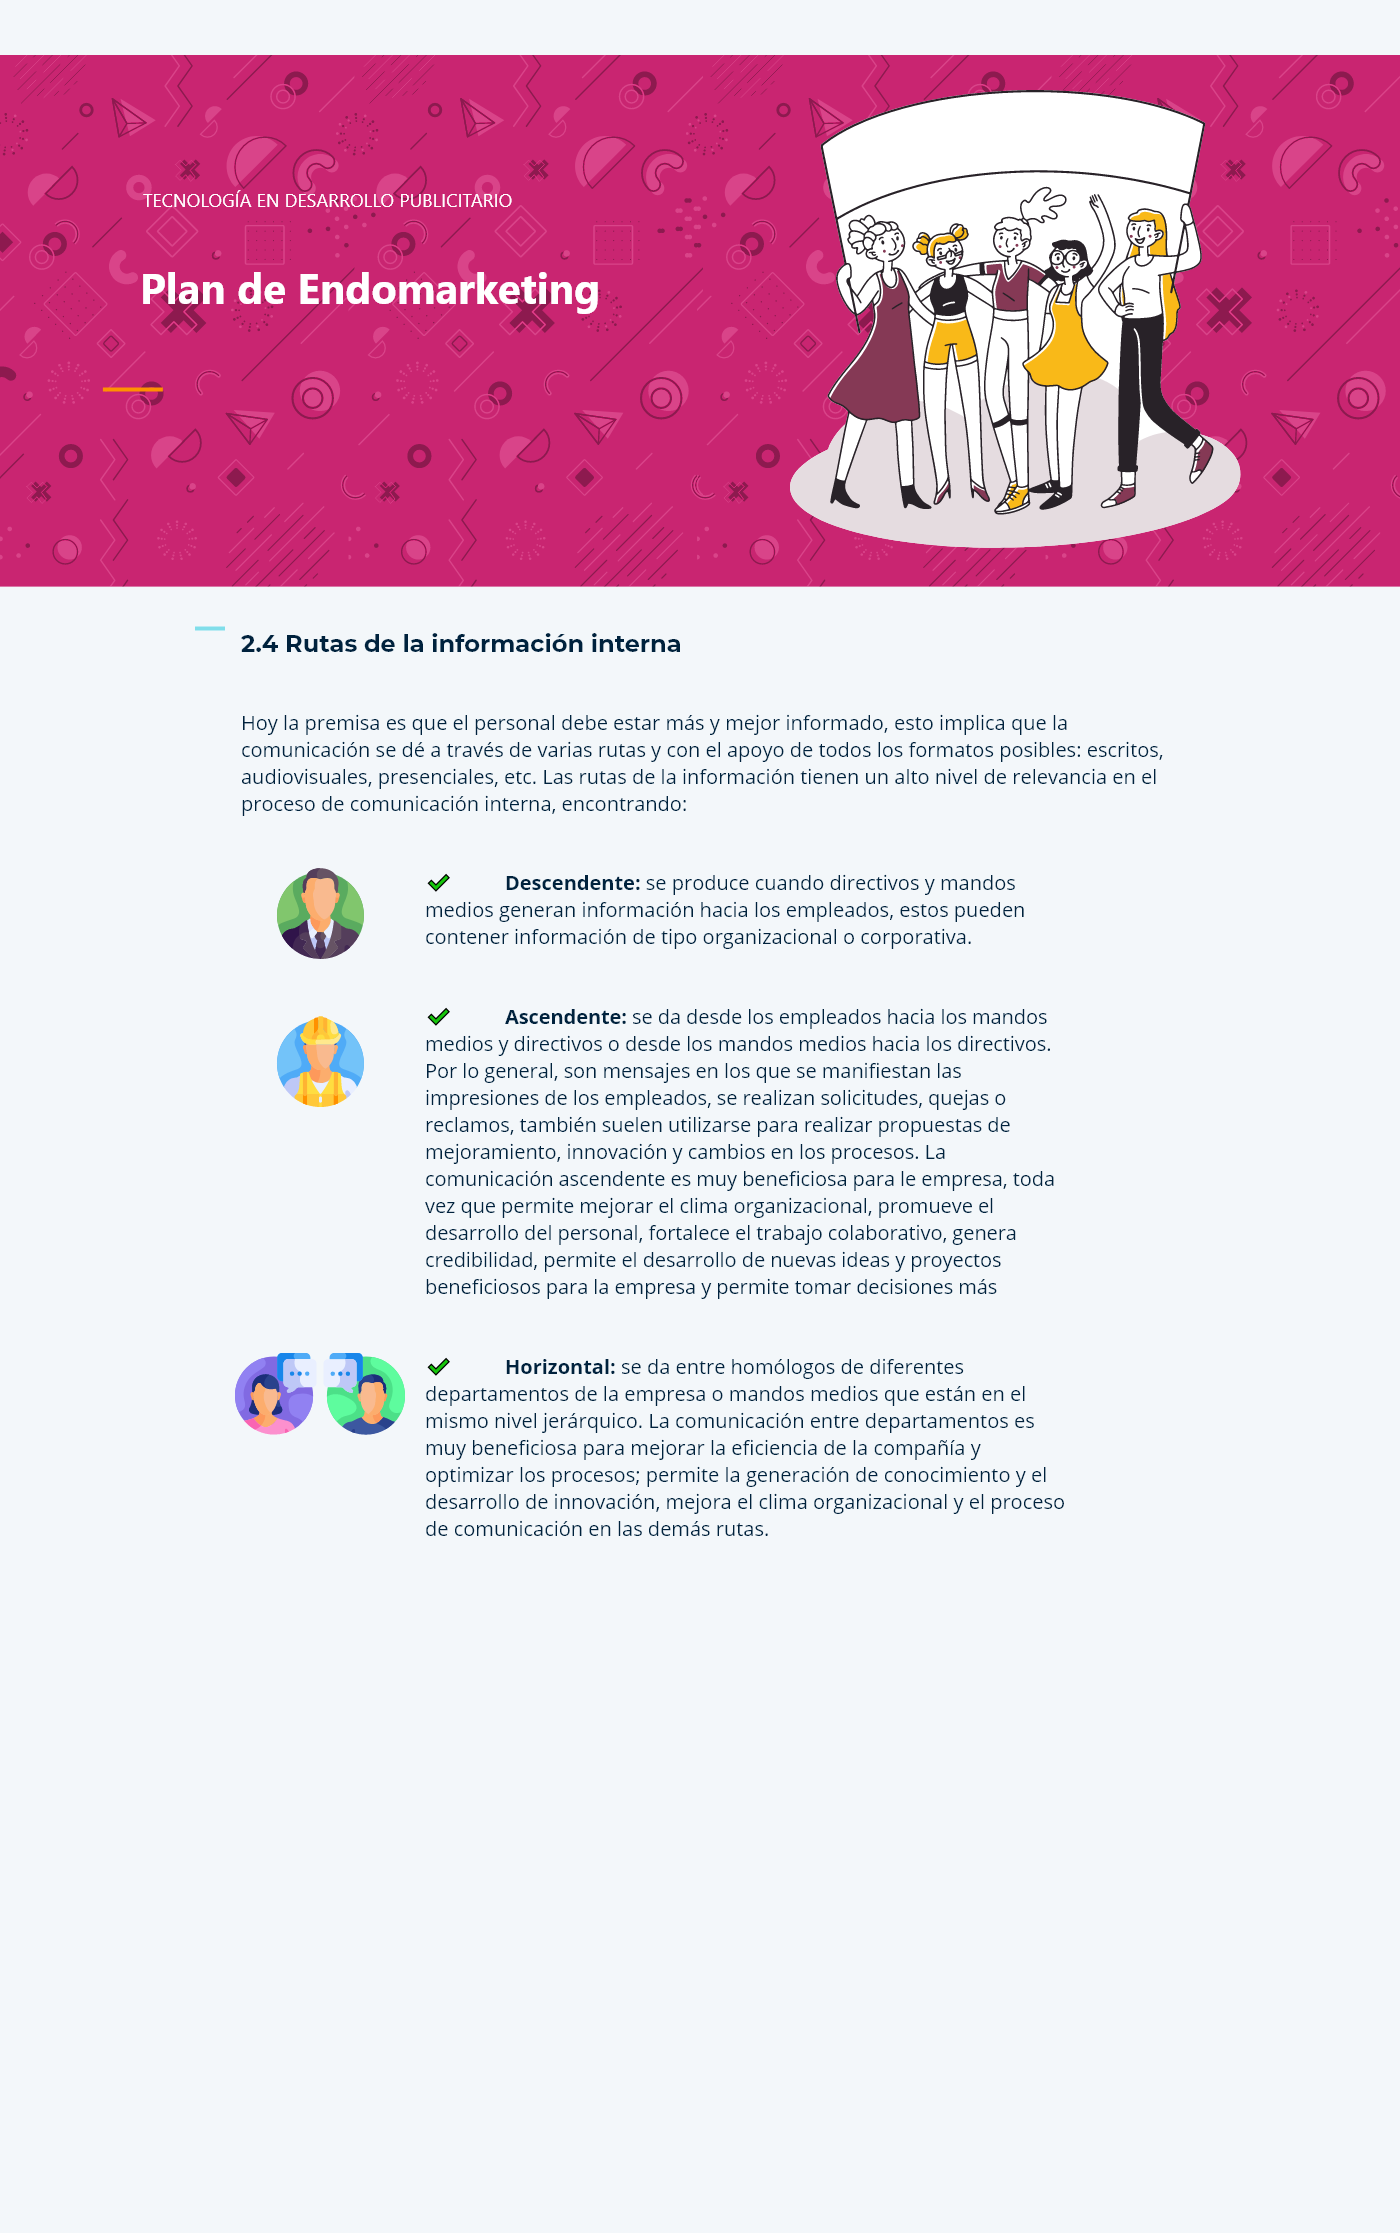 TECNOLOGÍA EN DESARROLLO PUBLICITARIO
Plan de Endomarketing
2.4 Rutas de la información interna
Hoy la premisa es que el personal debe estar más y mejor informado, esto implica que la
comunicación se dé a través de varias rutas y con el apoyo de todos los formatos posibles: escritos,
audiovisuales, presenciales, etc. Las rutas de la información tienen un alto nivel de relevancia en el
proceso de comunicación interna, encontrando:
Descendente: se produce cuando directivos y mandos
medios generan información hacia los empleados, estos pueden
contener información de tipo organizacional o corporativa.
Ascendente: se da desde los empleados hacia los mandos
medios y directivos o desde los mandos medios hacia los directivos.
Por lo general, son mensajes en los que se manifiestan las
impresiones de los empleados, se realizan solicitudes, quejas o
reclamos, también suelen utilizarse para realizar propuestas de
mejoramiento, innovación y cambios en los procesos. La
comunicación ascendente es muy beneficiosa para le empresa, toda
vez que permite mejorar el clima organizacional, promueve el
desarrollo del personal, fortalece el trabajo colaborativo, genera
credibilidad, permite el desarrollo de nuevas ideas y proyectos
beneficiosos para la empresa y permite tomar decisiones más
Horizontal: se da entre homólogos de diferentes
departamentos de la empresa o mandos medios que están en el
mismo nivel jerárquico. La comunicación entre departamentos es
muy beneficiosa para mejorar la eficiencia de la compañía y
optimizar los procesos; permite la generación de conocimiento y el
desarrollo de innovación, mejora el clima organizacional y el proceso
de comunicación en las demás rutas.